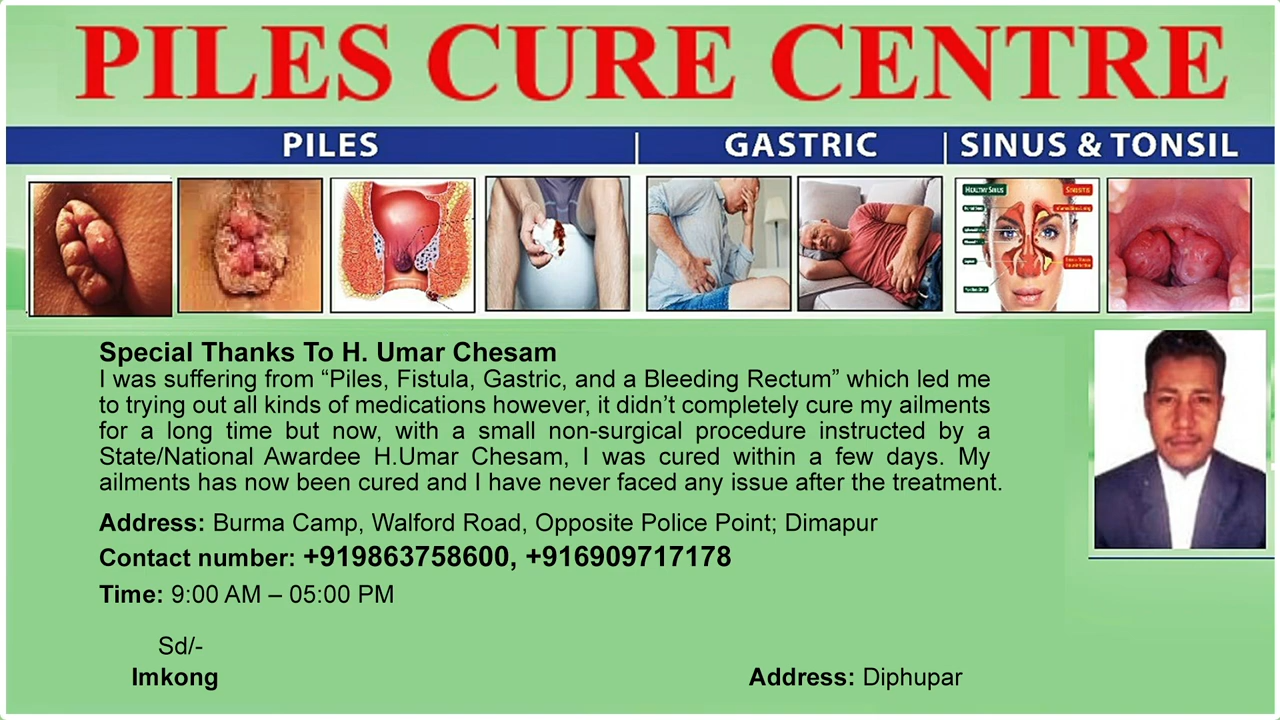 PILES CURE CENTRE
PILES | GASTRIC | SINUS & TONSIL
HEALTHY SINUS SINUSITIS
Special Thanks To H. Umar Chesam
I was suffering from “Piles, Fistula, Gastric, and a Bleeding Rectum” which led me
to trying out all kinds of medications however, it didn’t completely cure my ailments
for a long time but now, with a small non-surgical procedure instructed by a
State/National Awardee H.Umar Chesam, I was cured within a few days. My
ailments has now been cured and I have never faced any issue after the treatment.
Address: Burma Camp, Walford Road, Opposite Police Point; Dimapur
Contact number: +919863758600, +916909717178
Time: 9:00 AM – 05:00 PM
Sd/-
Imkong
Address: Diphupar